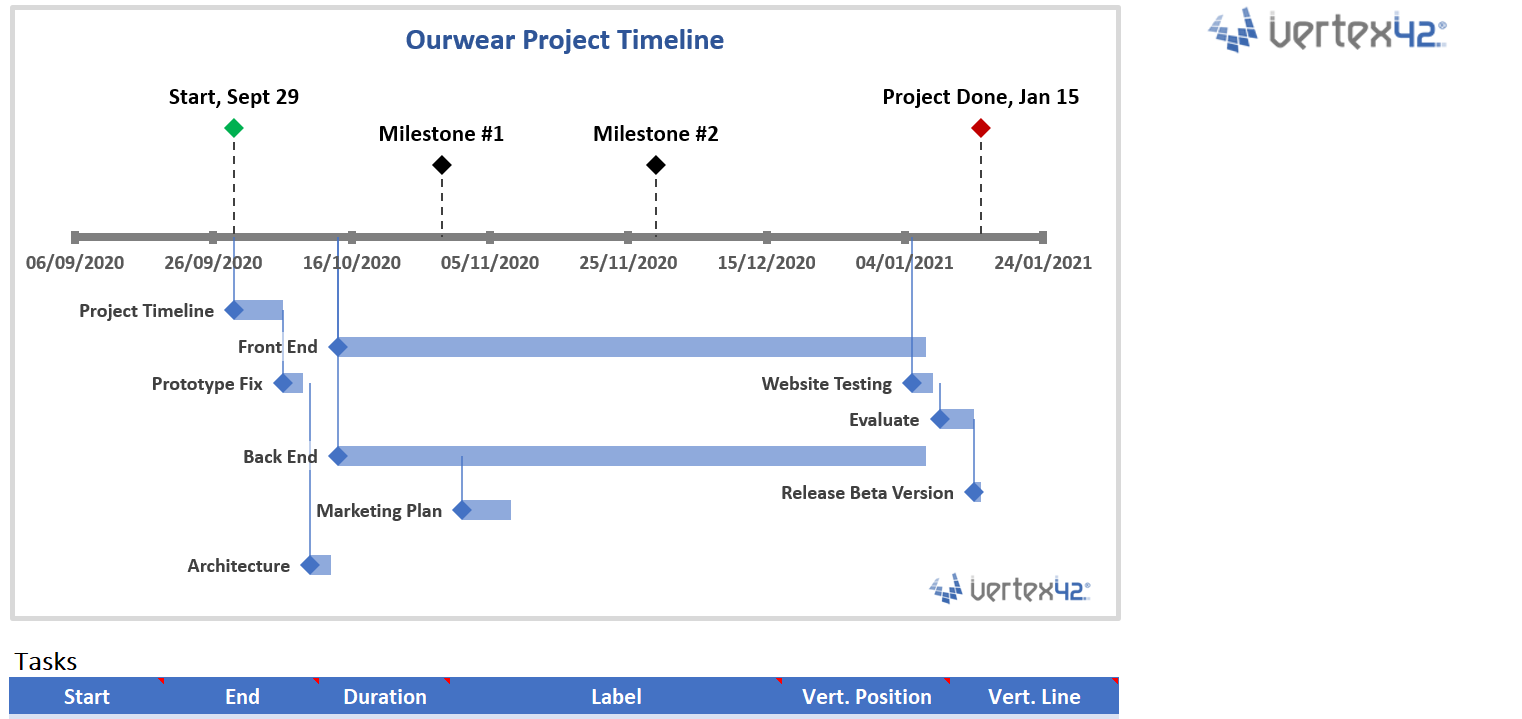 Ourwear Project Timeline
vertex42®
Start, Sept 29
Project Done, Jan 15
Milestone #1
Milestone #2
06/09/2020 26/09/2020 16/10/2020 05/11/2020 25/11/2020 15/12/2020 04/01/2021 24/01/2021
Project Timeline
Front End
Prototype Fix
Website Testing
Evaluate
Back End
Release Beta Version
Marketing Plan
Architecture
vertex42®
Tasks
Start End Duration Label Vert. Position Vert. Line